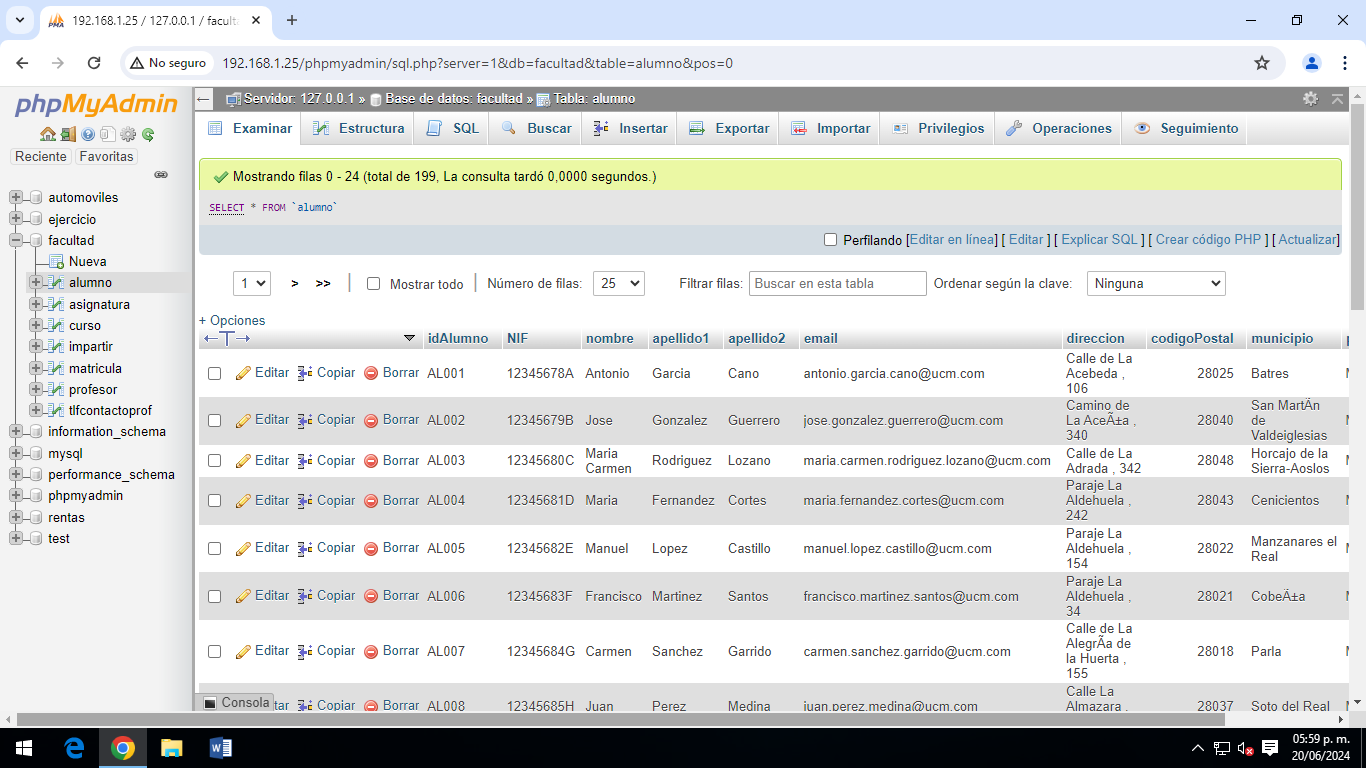 192.168.1.25 / 127.0.0.1 / facult
No seguro
192.168.1.25/phpmyadmin/sql.php?server=1&db=facultad&table=alumno&pos=0
phpMyAdmin
Reciente Favoritas
automoviles
ejercicio
facultad
Nueva
alumno
asignatura
curso
impartir
matricula
profesor
tlfcontactoprof
information_schema
mysql
performance_schema
phpmyadmin
rentas
test
Servidor: 127.0.0.1 » Base de datos: facultad » Tabla: alumno
Examinar Estructura SQL Buscar Insertar Exportar Importar Privilegios Operaciones Seguimiento
Mostrando filas 0 - 24 (total de 199, La consulta tardó 0,0000 segundos.)
SELECT * FROM `alumno`
Perfilando [Editar en línea] [ Editar ] [ Explicar SQL ] [ Crear código PHP ] [ Actualizar]
1 > >> | Mostrar todo | Número de filas: 25 Filtrar filas: Buscar en esta tabla Ordenar según la clave: Ninguna
+ Opciones
←T→ idAlumno NIF nombre apellido1 apellido2 email direccion codigoPostal municipio
Editar Copiar Borrar AL001 12345678A Antonio Garcia Cano antonio.garcia.cano@ucm.com Calle de La Acebeda , 106 28025 Batres
Editar Copiar Borrar AL002 12345679B Jose Gonzalez Guerrero jose.gonzalez.guerrero@ucm.com Camino de La AceÃ±a , 340 28040 San MartÃn de Valdeiglesias
Editar Copiar Borrar AL003 12345680C Maria Carmen Rodriguez Lozano maria.carmen.rodriguez.lozano@ucm.com Calle de La Adrada , 342 28048 Horcajo de la Sierra-Aoslos
Editar Copiar Borrar AL004 12345681D Maria Fernandez Cortes maria.fernandez.cortes@ucm.com Paraje La Aldehuela , 242 28043 Cenicientos
Editar Copiar Borrar AL005 12345682E Manuel Lopez Castillo manuel.lopez.castillo@ucm.com Paraje La Aldehuela , 154 28022 Manzanares el Real
Editar Copiar Borrar AL006 12345683F Francisco Martinez Santos francisco.martinez.santos@ucm.com Paraje La Aldehuela , 34 28021 CobeÃ±a
Editar Copiar Borrar AL007 12345684G Carmen Sanchez Garrido carmen.sanchez.garrido@ucm.com Calle de La AlegrÃa de la Huerta , 155 28018 Parla
Consola
tar Copiar Borrar AL008 12345685H Juan Perez Medina juan.perez.medina@ucm.com Calle La Almazara , 28037 Soto del Real
05:59 p. m.
20/06/2024